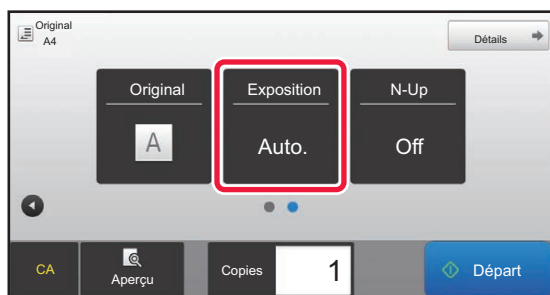 Original
A4
Détails
Original
Exposition
N-Up
A
Auto.
Off
CA
Aperçu
Copies
1
Départ